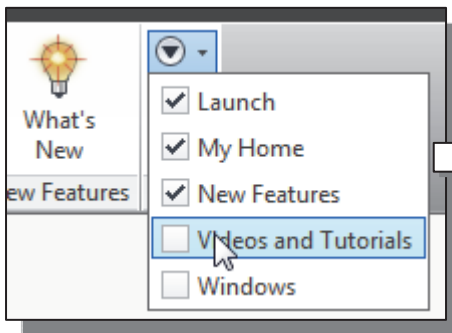 What's
New
ew Features
Launch
My Home
New Features
Videos and Tutorials
Windows